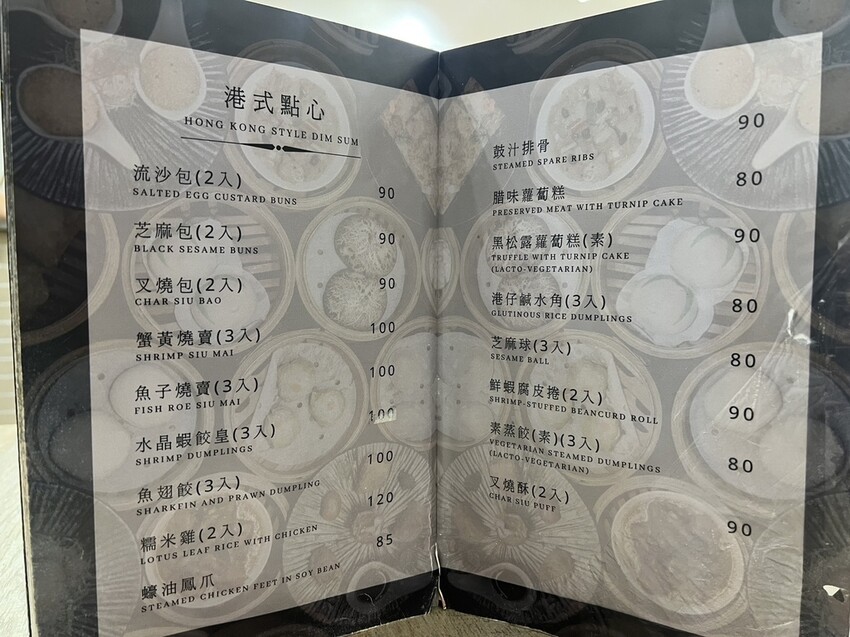 港式點心
HONG KONG STYLE DIM SUM
流沙包(2入)
SALTED EGG CUSTARD BUNS
90
芝麻包(2入)
BLACK SESAME BUNS
90
叉燒包(2入)
CHAR SIU BAO
90
蟹黃燒賣(3入)
SHRIMP SIU MAI
100
魚子燒賣(3入)
FISH ROE SIU MAI
100
水晶蝦餃皇(3入)
SHRIMP DUMPLINGS
100
魚翅餃(3入)
SHARKFIN AND PRAWN DUMPLING
100
糯米雞(2入)
LOTUS LEAF RICE WITH CHICKEN
120
蠔油鳳爪
STEAMED CHICKEN FEET IN SOY BEAN
85
鼓汁排骨
STEAMED SPARE RIBS
90
腊味蘿蔔糕
PRESERVED MEAT WITH TURNIP CAKE
80
黑松露蘿蔔糕(素)
TRUFFLE WITH TURNIP CAKE
(LACTO-VEGETARIAN)
90
港仔鹹水角(3入)
GLUTINOUS RICE DUMPLINGS
80
芝麻球(3入)
SESAME BALL
80
鮮蝦腐皮捲(2入)
SHRIMP-STUFFED BEANCURD ROLL
90
素蒸餃(素)(3入)
VEGETARIAN STEAMED DUMPLINGS
(LACTO-VEGETARIAN)
80
叉燒酥(2入)
CHAR SIU PUFF
90